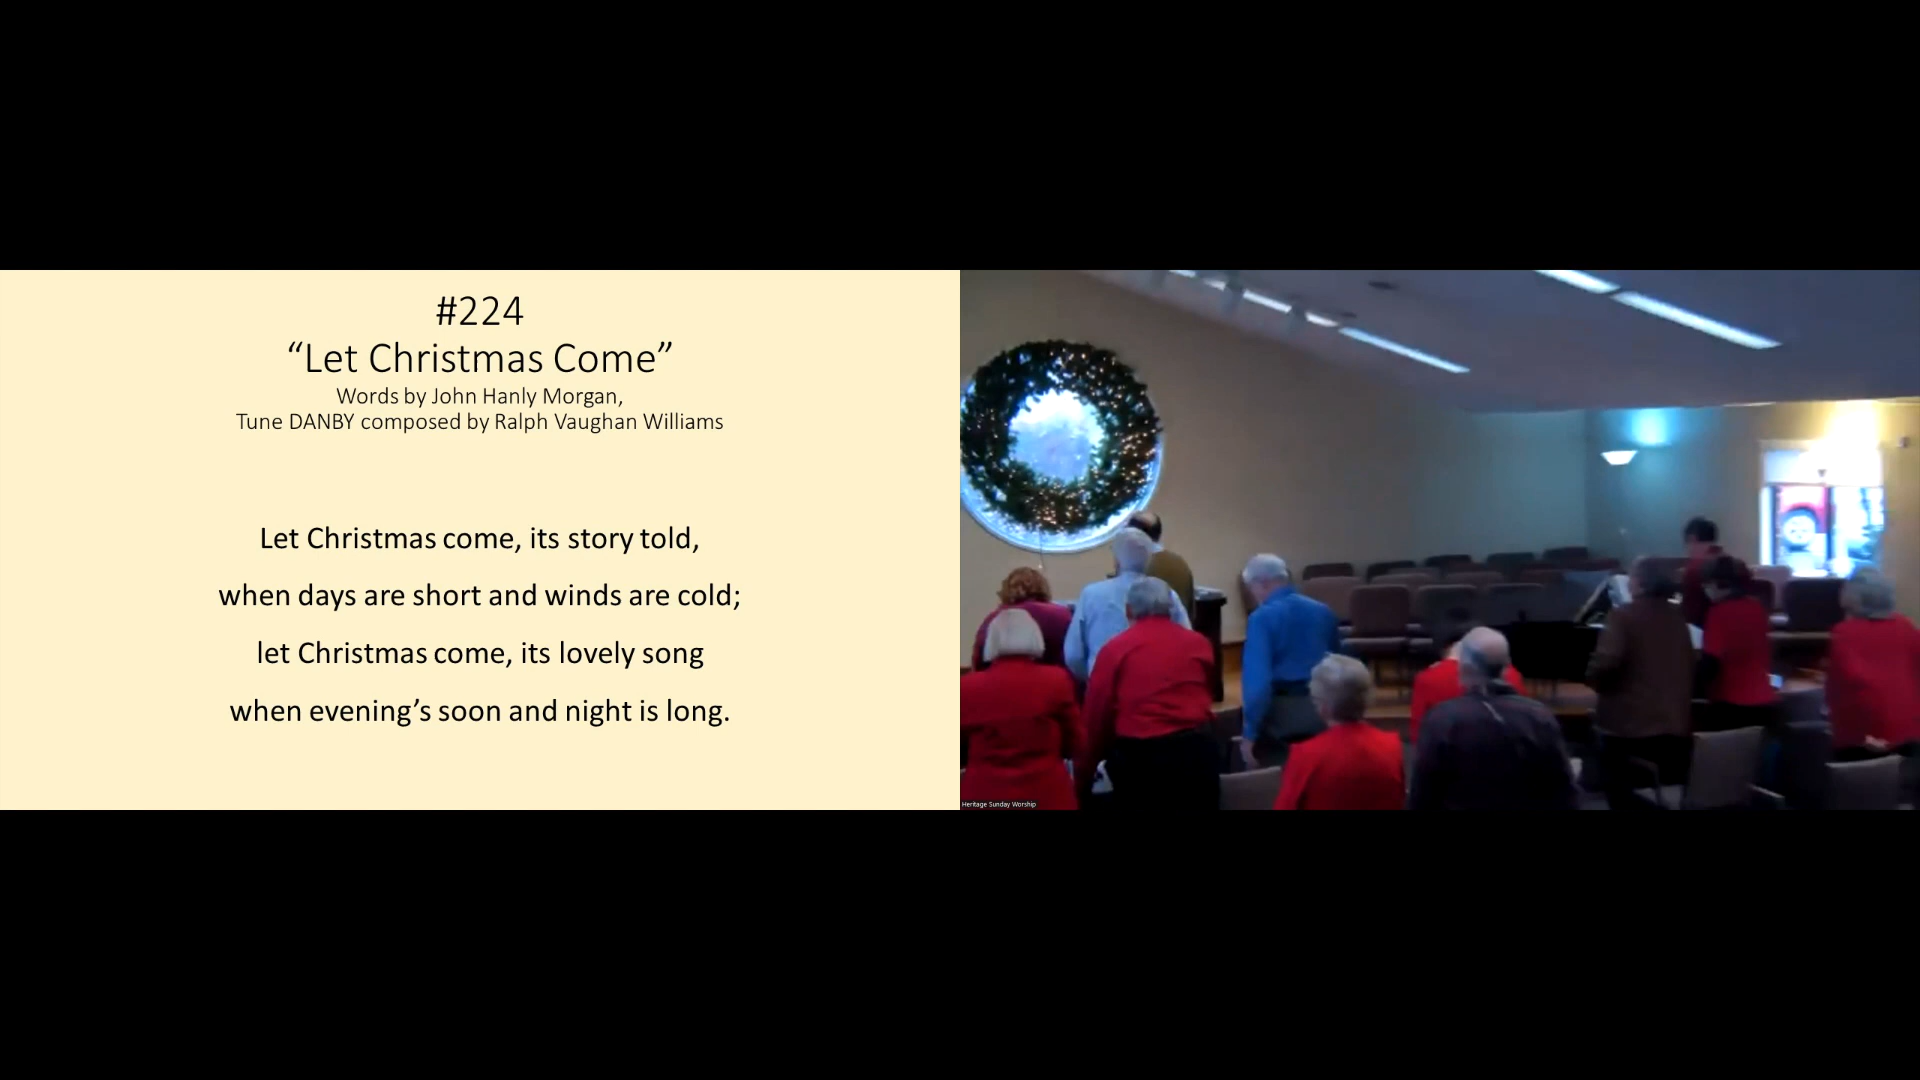 #224
“Let Christmas Come”
Words by John Hanly Morgan,
Tune DANBY composed by Ralph Vaughan Williams
Let Christmas come, its story told,
when days are short and winds are cold;
let Christmas come, its lovely song
when evening’s soon and night is long.
Heritage Sunday Worship